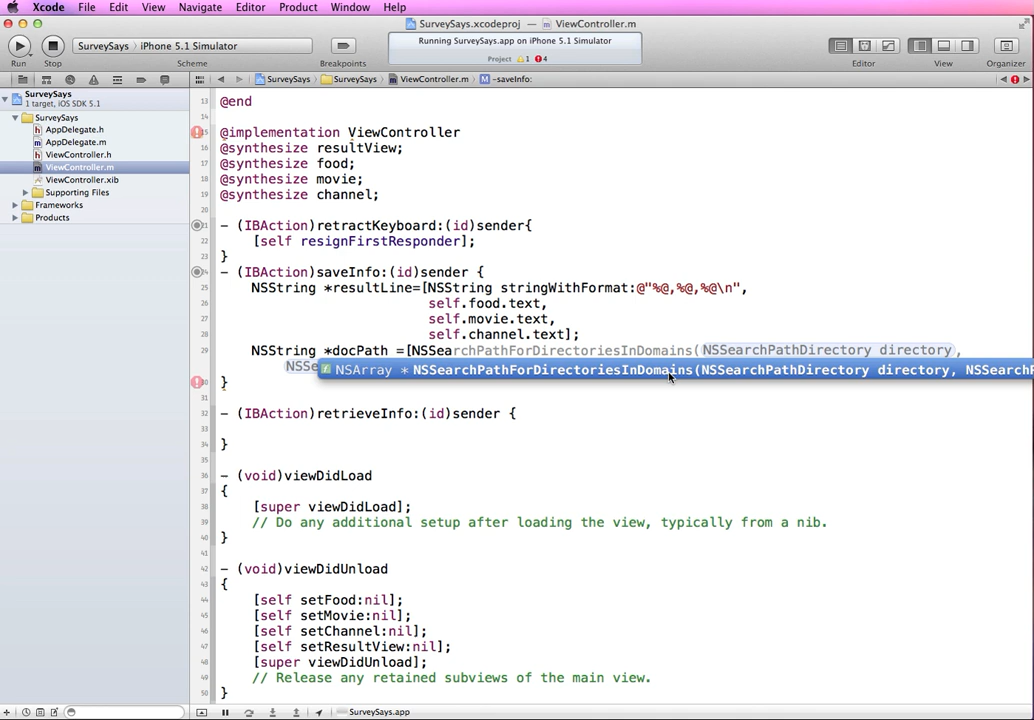 Xcode File Edit View Navigate Editor Product Window Help
SurveySays.xcodeproj — ViewController.m
SurveySays iPhone 5.1 Simulator
Running SurveySays.app on iPhone 5.1 Simulator
Project 1 4
Run Stop Scheme Breakpoints Editor View Organizer
SurveySays SurveySays ViewController.m M -saveInfo:
SurveySays
1 target, iOS SDK 5.1
SurveySays
AppDelegate.h
AppDelegate.m
ViewController.h
ViewController.m
ViewController.xib
Supporting Files
Frameworks
Products
13 @end
14
@implementation ViewController
16 @synthesize resultView;
17 @synthesize food;
18 @synthesize movie;
19 @synthesize channel;
20
- (IBAction)retractKeyboard:(id)sender{
22 [self resignFirstResponder];
23 }
- (IBAction)saveInfo:(id)sender {
25 NSString *resultLine=[NSString stringWithFormat:@"%@,%@,%@\n",
26 self.food.text,
27 self.movie.text,
28 self.channel.text];
29 NSString *docPath =[NSSearchPathForDirectoriesInDomains(NSSearchPathDirectory directory,
NSSe
f NSArray * NSSearchPathForDirectoriesInDomains(NSSearchPathDirectory directory, NSSearchP
}
31
32 - (IBAction)retrieveInfo:(id)sender {
33
34 }
35
36 - (void)viewDidLoad
37 {
38 [super viewDidLoad];
39 // Do any additional setup after loading the view, typically from a nib.
40 }
41
42 - (void)viewDidUnload
43 {
44 [self setFood:nil];
45 [self setMovie:nil];
46 [self setChannel:nil];
47 [self setResultView:nil];
48 [super viewDidUnload];
49 // Release any retained subviews of the main view.
50 }
SurveySays.app